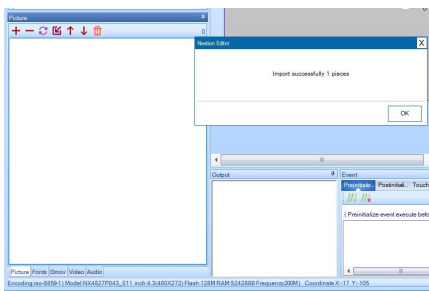 Picture
0
Nextion Editor X
Import successfully 1 pieces
OK
Output
Event
Preinitializ.. Postinitiali.. Touch
( Preinitialize event execute befo
Picture Fonts Gmov Video Audio
Encoding:iso-8859-1| Model:NX4827P043_011 inch:4.3(480X272)| Flash:128M RAM:524288B Frequency:200M| Coordinate X:-17 Y:-105